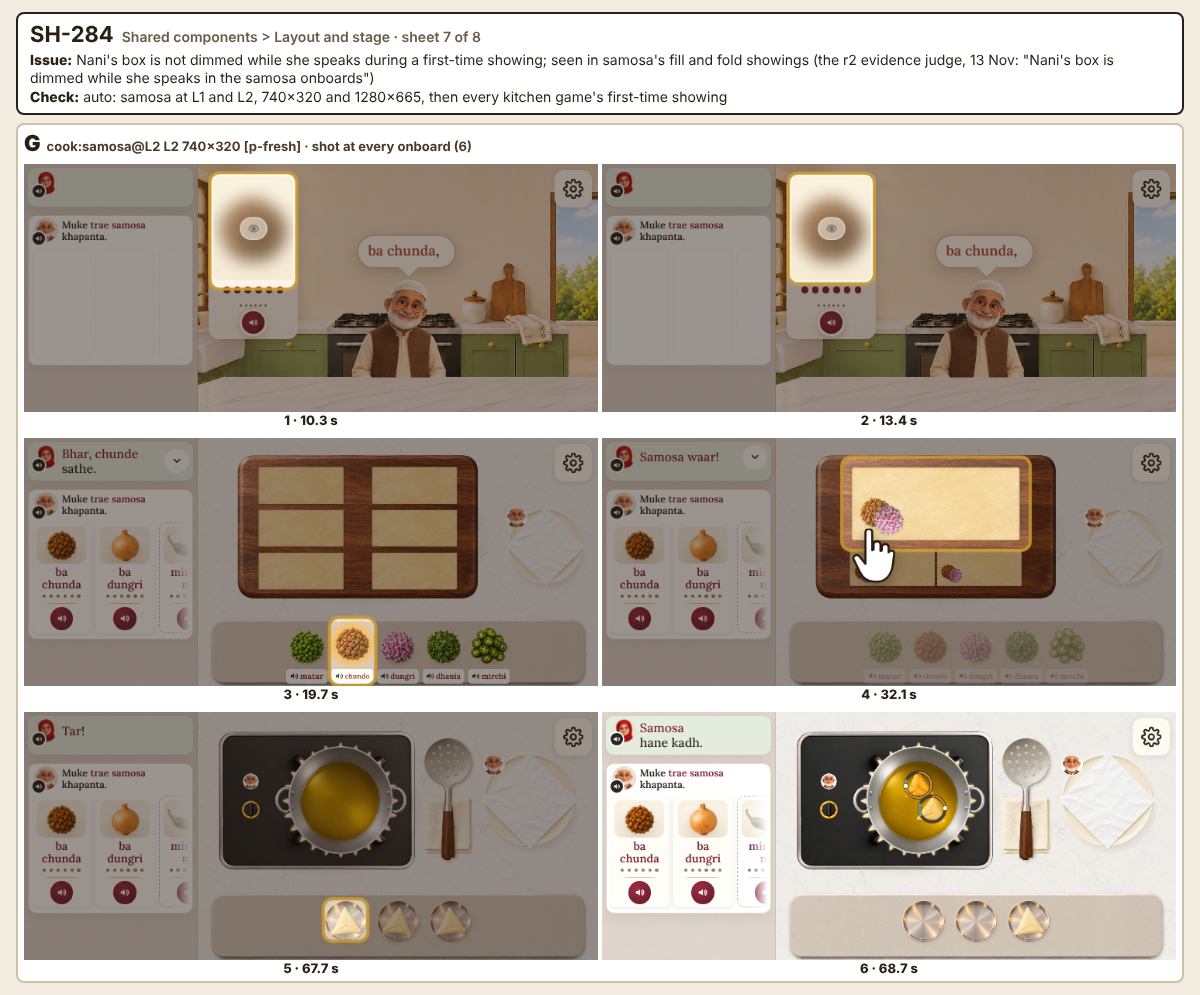 SH-284 Shared components > Layout and stage · sheet 7 of 8
Issue: Nani's box is not dimmed while she speaks during a first-time showing; seen in samosa's fill and fold showings (the r2 evidence judge, 13 Nov: "Nani's box is
dimmed while she speaks in the samosa onboards")
Check: auto: samosa at L1 and L2, 740×320 and 1280×665, then every kitchen game's first-time showing
G cook:samosa@L2 L2 740×320 [p-fresh] · shot at every onboard (6)
Muke trae samosa
khapanta.
ba chunda,
1 · 10.3 s
Muke trae samosa
khapanta.
ba chunda,
2 · 13.4 s
Bhar, chunde
sathe.
Muke trae samosa
khapanta.
ba
chunda
ba
dungri
matar
chundo
dungri
dhania
mirchi
3 · 19.7 s
Samosa waar!
Muke trae samosa
khapanta.
ba
chunda
ba
dungri
matar
chundo
dungri
dhania
mirchi
4 · 32.1 s
Tar!
Muke trae samosa
khapanta.
ba
chunda
ba
dungri
5 · 67.7 s
Samosa
hane kadh.
Muke trae samosa
khapanta.
ba
chunda
ba
dungri
6 · 68.7 s